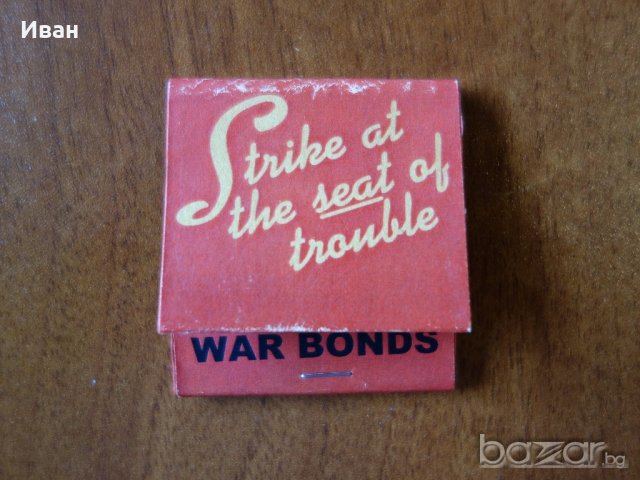 Иван
Strike at
the seat of
trouble
WAR BONDS
bazar.bg